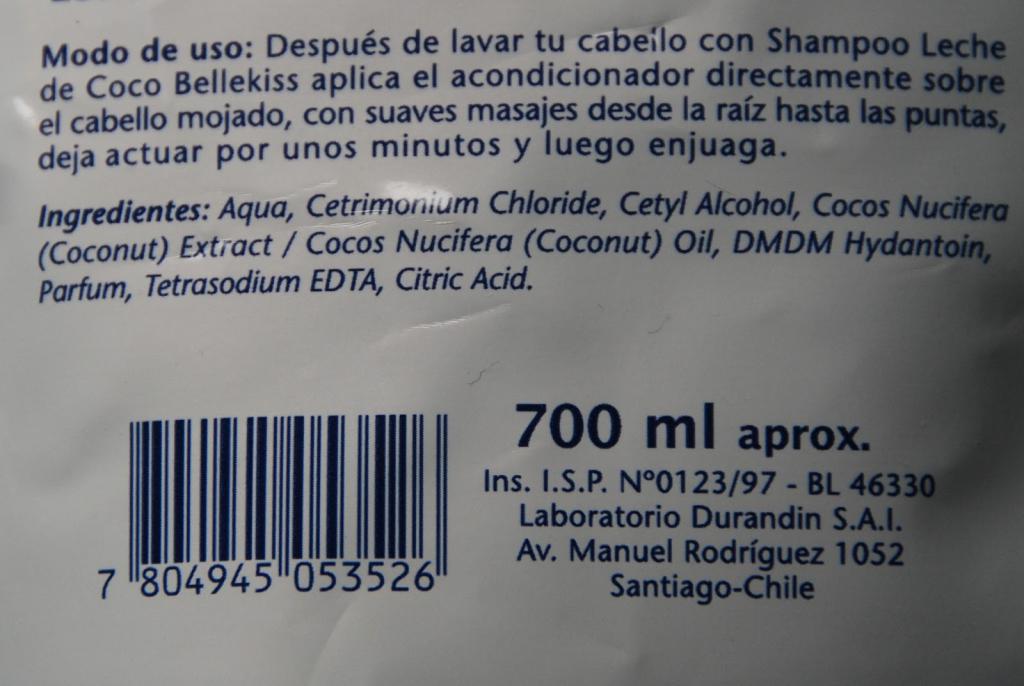 Modo de uso: Después de lavar tu cabello con Shampoo Leche
de Coco Bellekiss aplica el acondicionador directamente sobre
el cabello mojado, con suaves masajes desde la raíz hasta las puntas,
deja actuar por unos minutos y luego enjuaga.
Ingredientes: Aqua, Cetrimonium Chloride, Cetyl Alcohol, Cocos Nucifera
(Coconut) Extract / Cocos Nucifera (Coconut) Oil, DMDM Hydantoin,
Parfum, Tetrasodium EDTA, Citric Acid.
700 ml aprox.
Ins. I.S.P. Nº0123/97 - BL 46330
Laboratorio Durandin S.A.I.
Av. Manuel Rodríguez 1052
Santiago-Chile
7 804945 053526